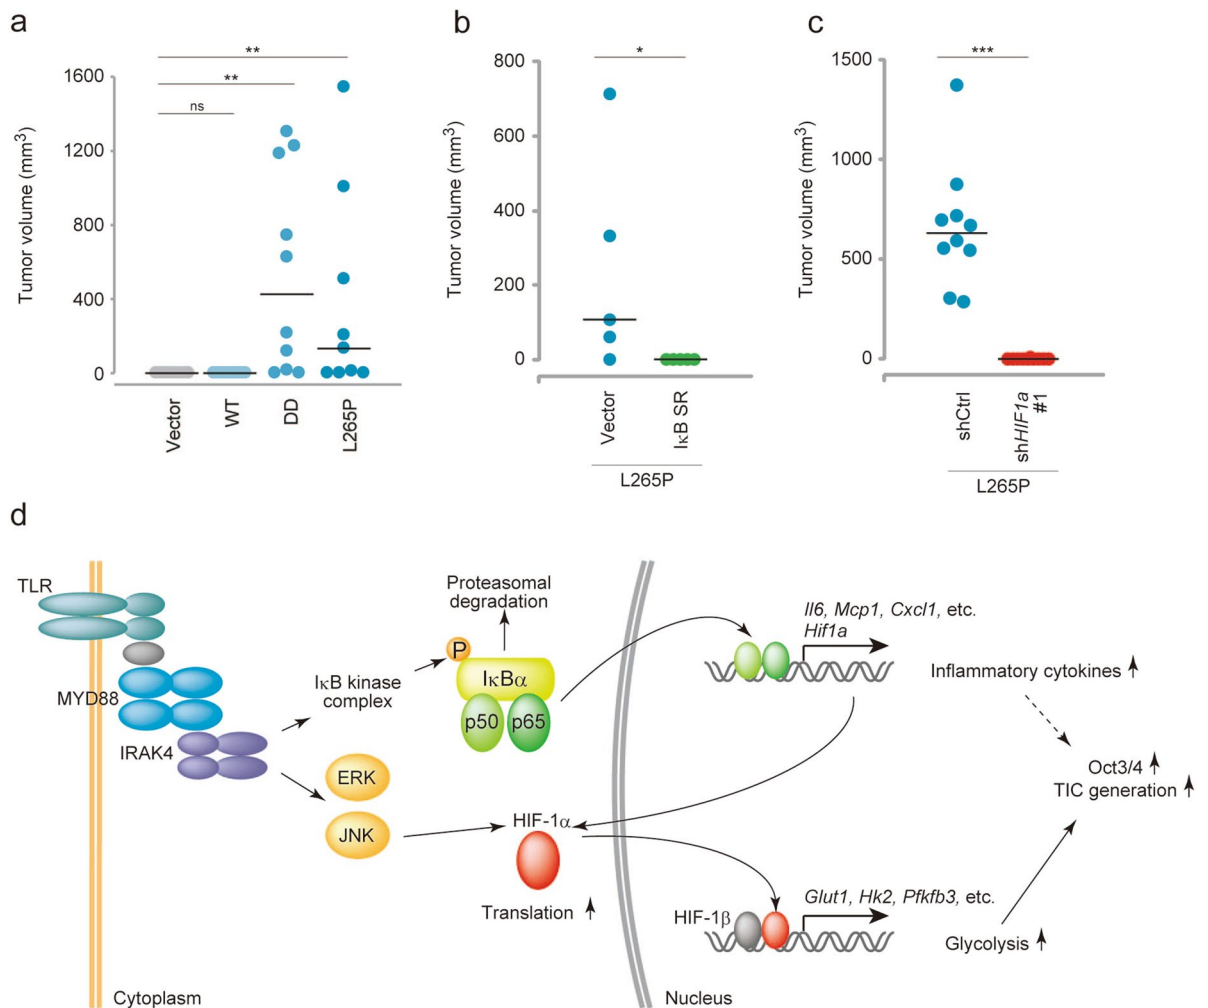 a
**
**
ns
Tumor volume (mm3)
1600
1200
800
400
0
Vector
WT
DD
L265P
b
*
Tumor volume (mm3)
800
600
400
200
0
Vector
IκB SR
L265P
c
***
Tumor volume (mm3)
1500
1000
500
0
shCtrl
shHIF1a
#1
L265P
d
TLR
MYD88
IRAK4
IκB kinase
complex
Proteasomal
degradation
P
IκBα
p50
p65
ERK
JNK
HIF-1α
Translation
Il6, Mcp1, Cxcl1, etc.
Hif1a
Inflammatory cytokines
Oct3/4
TIC generation
HIF-1β
Glut1, Hk2, Pfkfb3, etc.
Glycolysis
Cytoplasm
Nucleus